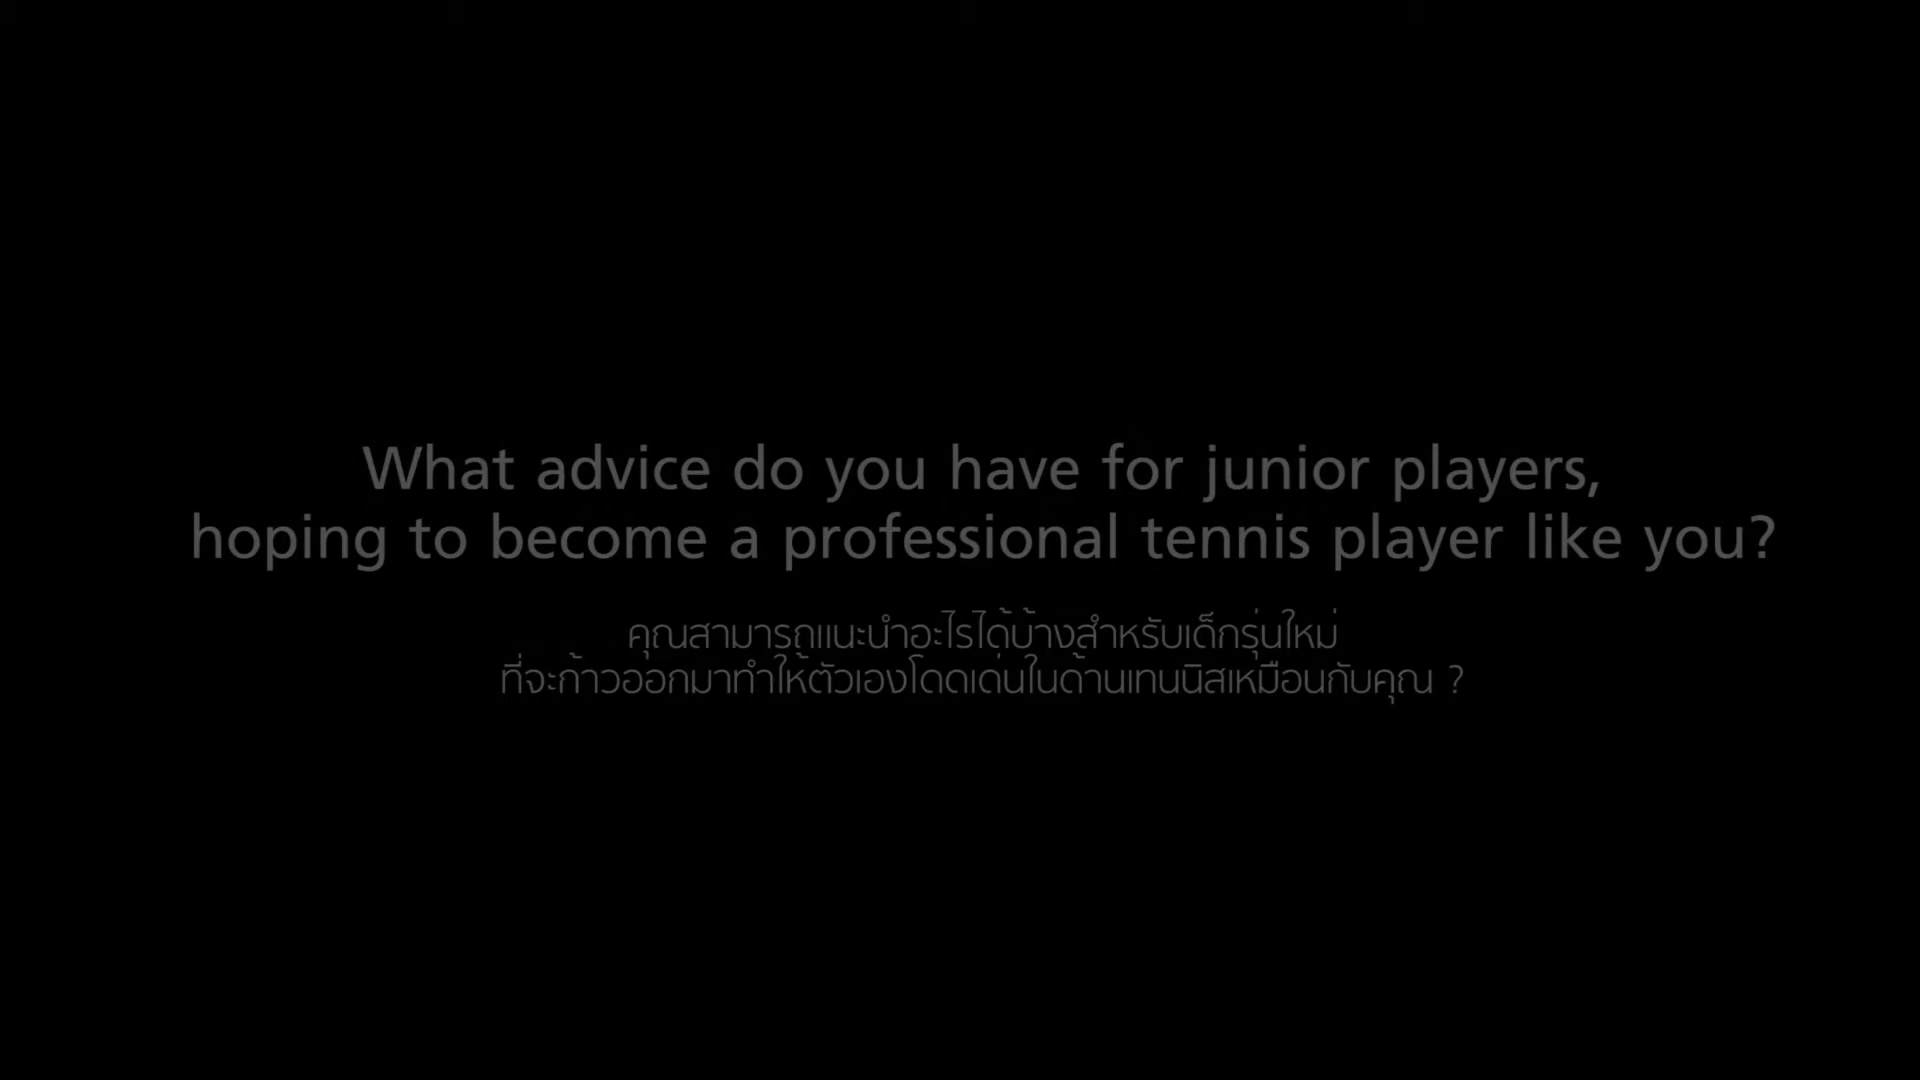 What advice do you have for junior players,
hoping to become a professional tennis player like you?
คุณสามารถแนะนำอะไรได้บ้างสำหรับเด็กรุ่นใหม่
ที่จะก้าวออกมาทำให้ตัวเองโดดเด่นในด้านเทนนิสเหมือนกับคุณ ?